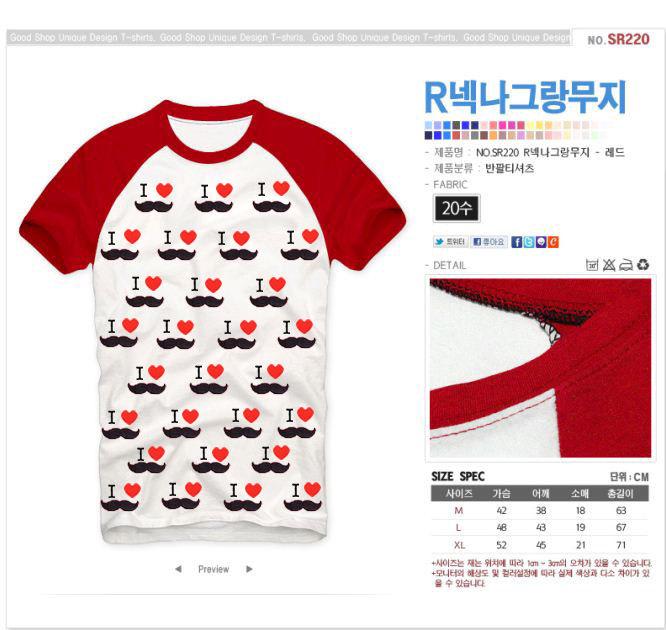 Good Shop Unique Design T-shirts, Good Shop Unique Design T-shirts, Good Shop Unique Design T-shirts, Good Shop Unique Design
NO.SR220
R넥나그랑무지
- 제품명 : NO.SR220 R넥나그랑무지 - 레드
- 제품분류 : 반팔티셔츠
- FABRIC
20수
트위터 좋아요
- DETAIL
I I I
I I I I
I I I
I I I I
I I I
I I I I
I I I
I I I I
◀ Preview ▶
SIZE SPEC 단위 : CM
사이즈 가슴 어깨 소매 총길이
M 42 38 18 63
L 48 43 19 67
XL 52 45 21 71
+사이즈는 재는 위치에 따라 1cm ~ 3cm의 오차가 있을 수 있습니다.
+모니터의 해상도 및 컬러설정에 따라 실제 색상과 다소 차이가 있
을 수 있습니다.